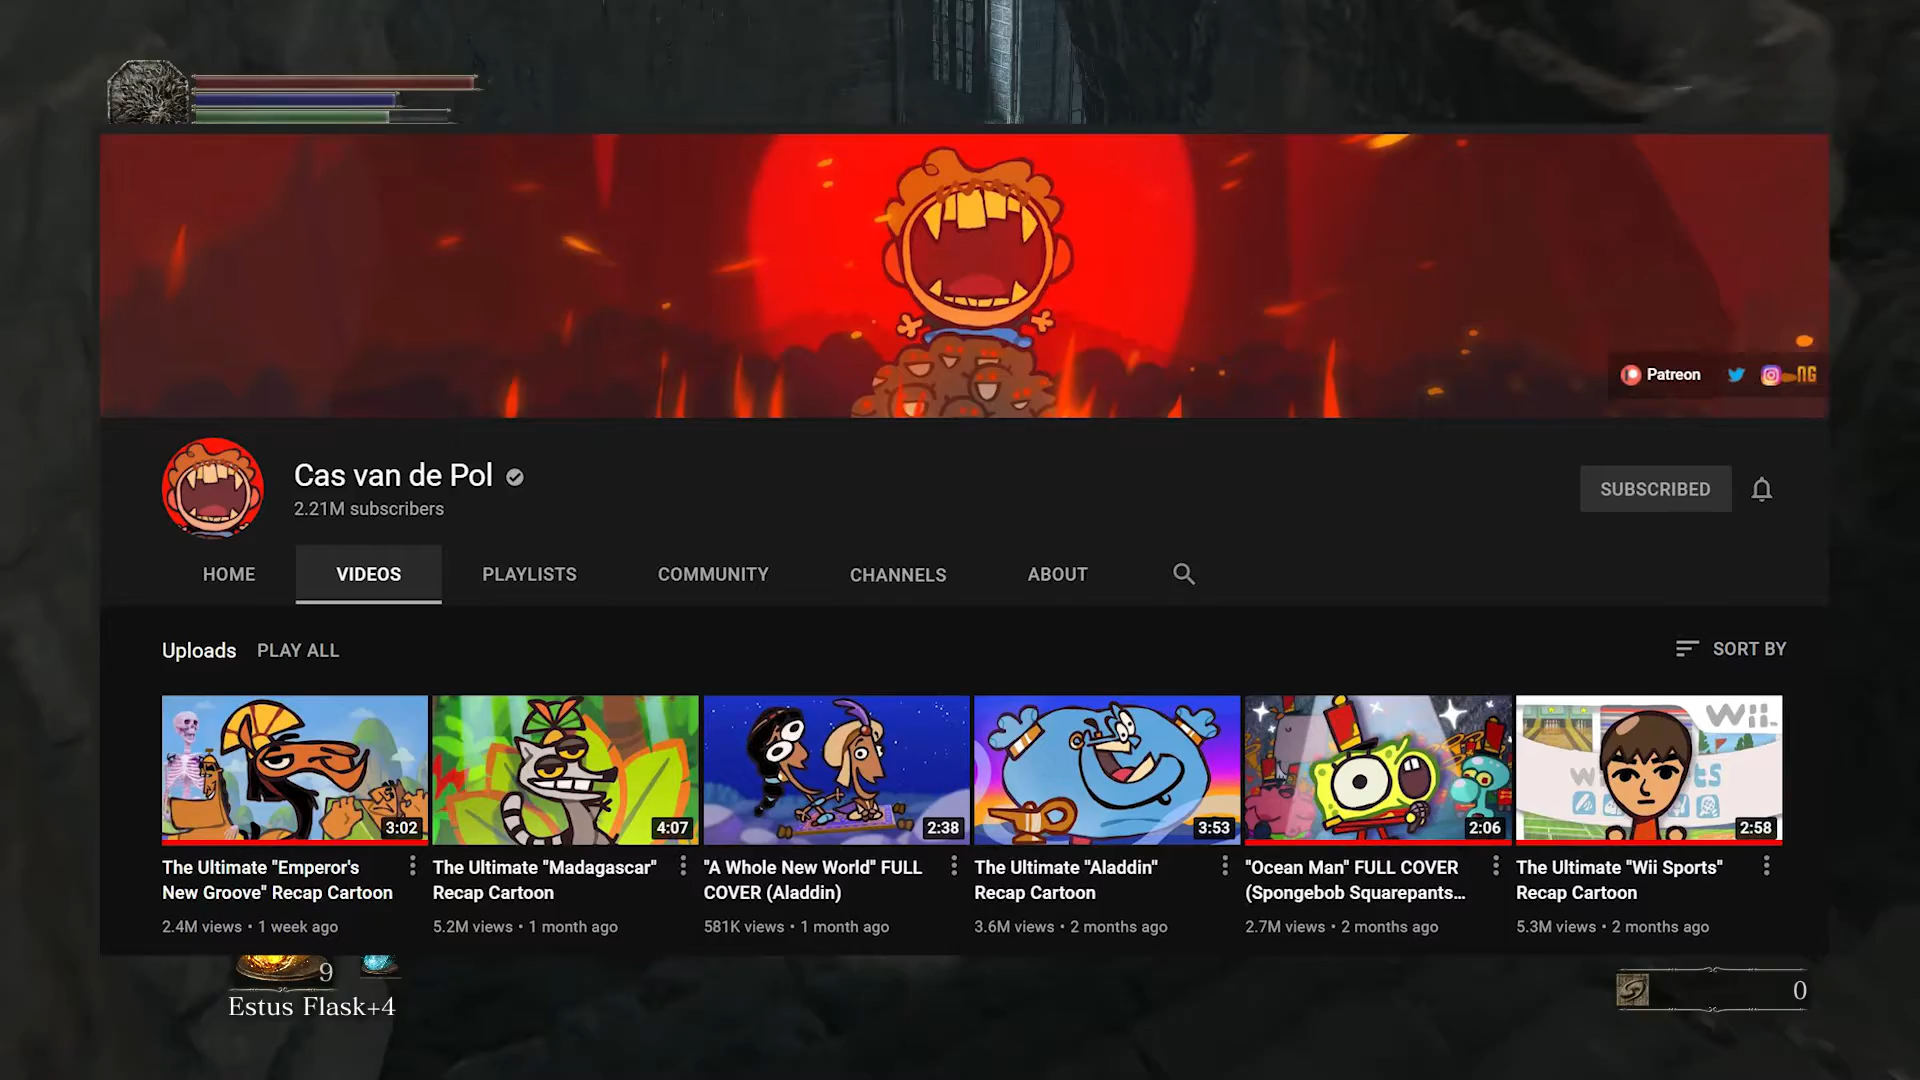 Patreon
NG
Cas van de Pol
2.21M subscribers
SUBSCRIBED
HOME
VIDEOS
PLAYLISTS
COMMUNITY
CHANNELS
ABOUT
Uploads
PLAY ALL
SORT BY
3:02
4:07
2:38
3:53
2:06
Wii
2:58
The Ultimate "Emperor's
New Groove" Recap Cartoon
2.4M views • 1 week ago
The Ultimate "Madagascar"
Recap Cartoon
5.2M views • 1 month ago
"A Whole New World" FULL
COVER (Aladdin)
581K views • 1 month ago
The Ultimate "Aladdin"
Recap Cartoon
3.6M views • 2 months ago
"Ocean Man" FULL COVER
(Spongebob Squarepants...
2.7M views • 2 months ago
The Ultimate "Wii Sports"
Recap Cartoon
5.3M views • 2 months ago
9
Estus Flask+4
0